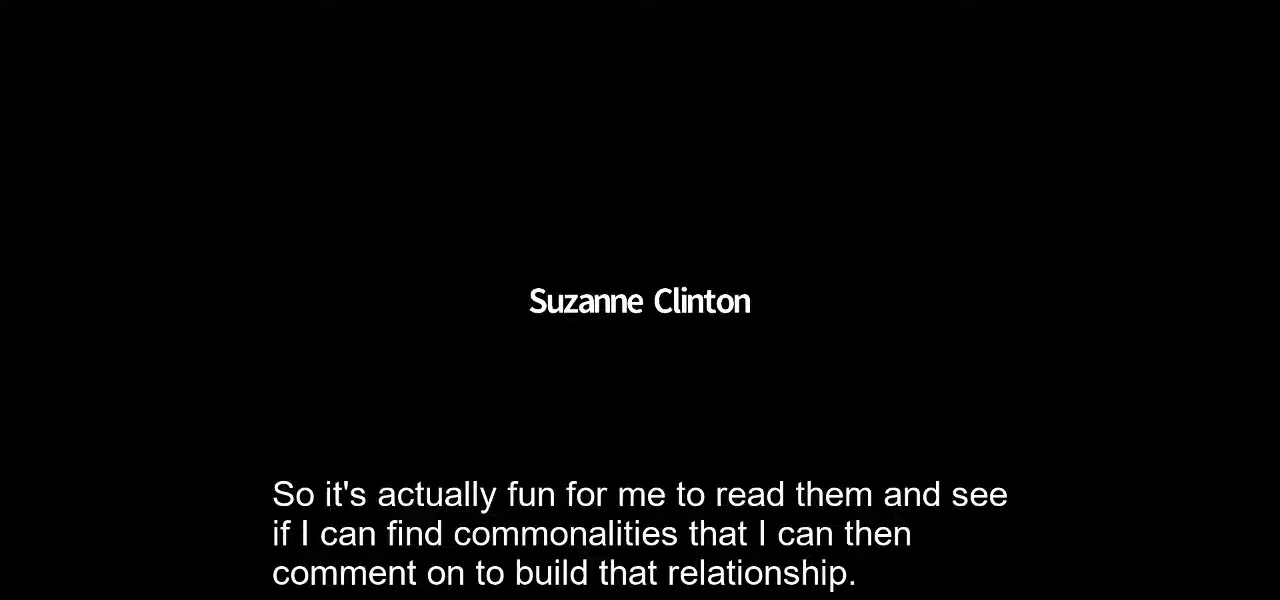 Suzanne Clinton
So it's actually fun for me to read them and see
if I can find commonalities that I can then
comment on to build that relationship.